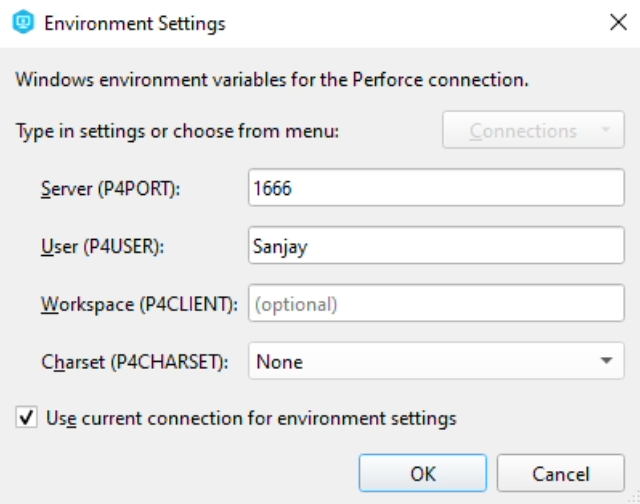 Environment Settings
Windows environment variables for the Perforce connection.
Type in settings or choose from menu:
Connections
Server (P4PORT):
1666
User (P4USER):
Sanjay
Workspace (P4CLIENT):
(optional)
Charset (P4CHARSET):
None
Use current connection for environment settings
OK
Cancel